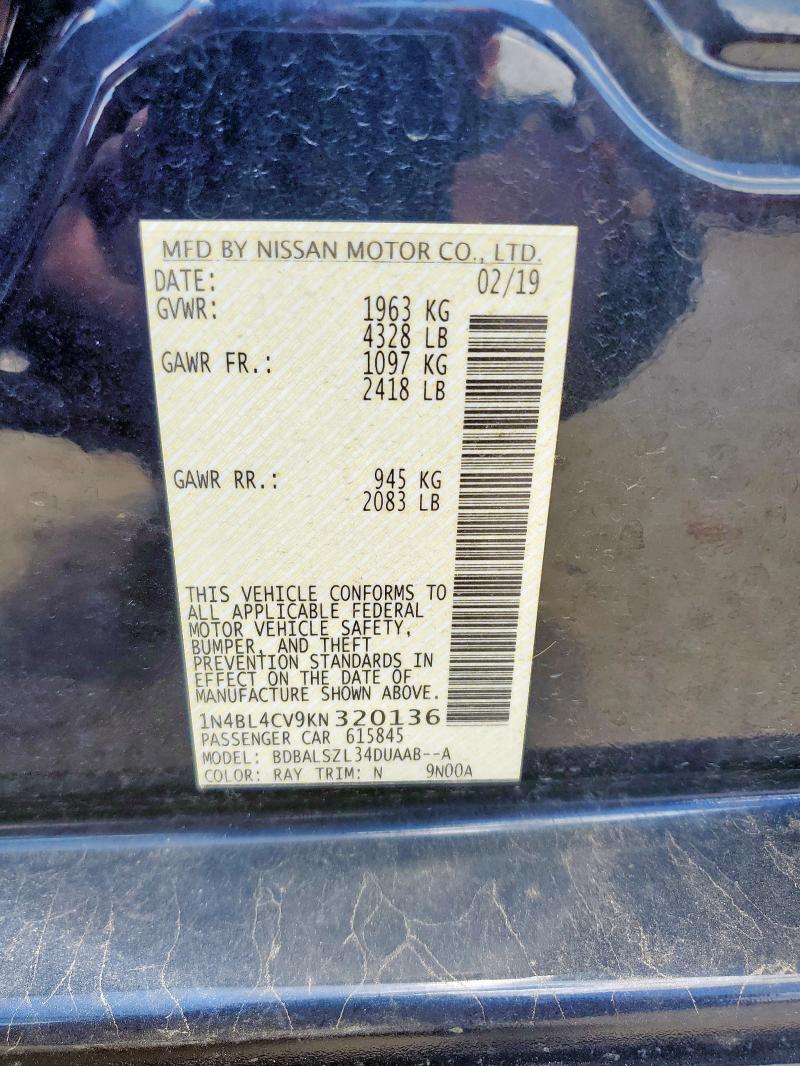 MFD BY NISSAN MOTOR CO., LTD.
DATE: 02/19
GVWR: 1963 KG
4328 LB
GAWR FR.: 1097 KG
2418 LB
GAWR RR.: 945 KG
2083 LB
THIS VEHICLE CONFORMS TO
ALL APPLICABLE FEDERAL
MOTOR VEHICLE SAFETY,
BUMPER, AND THEFT
PREVENTION STANDARDS IN
EFFECT ON THE DATE OF
MANUFACTURE SHOWN ABOVE.
1N4BL4CV9KN320136
PASSENGER CAR 615845
MODEL: BDBALSZL34DUAAB--A
COLOR: RAY TRIM: N 9N00A